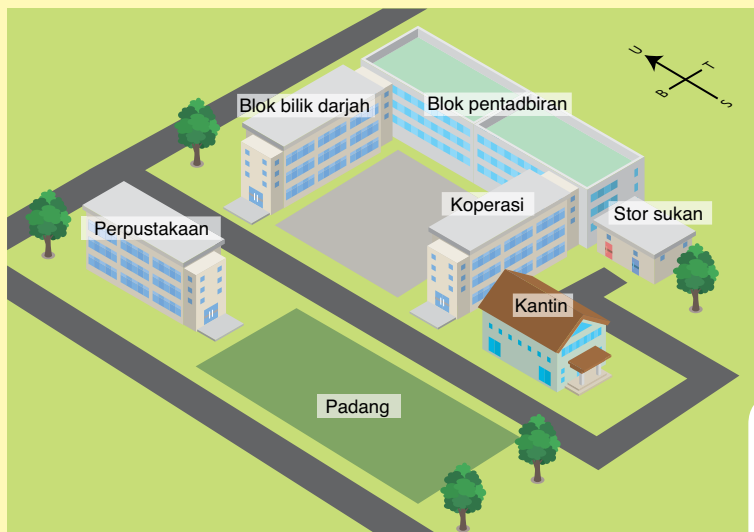 U
T
B
S
Blok bilik darjah
Blok pentadbiran
Koperasi
Stor sukan
Perpustakaan
Kantin
Padang